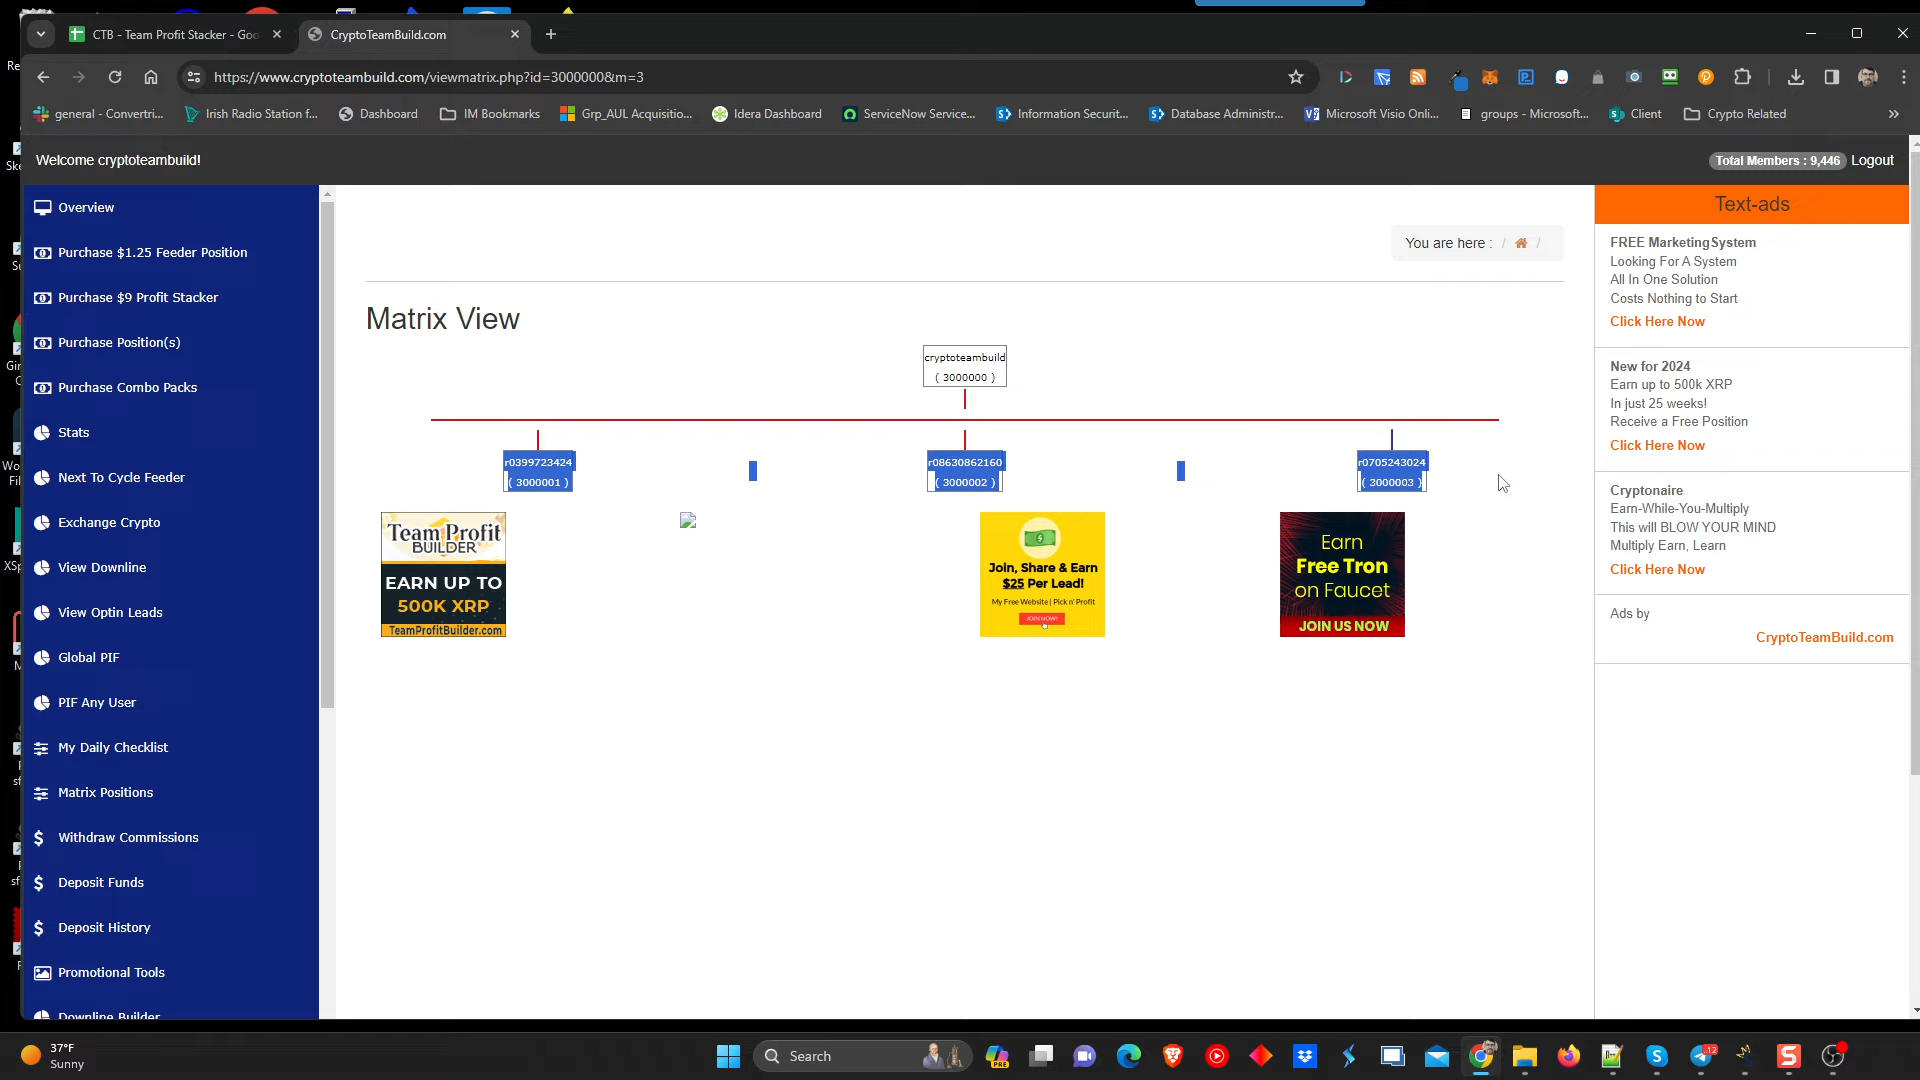 CTB - Team Profit Stacker - Goo
CryptoTeamBuild.com
https://www.cryptoteambuild.com/viewmatrix.php?id=3000000&m=3
general - Convertri...
Irish Radio Station f...
Dashboard
IM Bookmarks
Grp_AUL Acquisitio...
Idera Dashboard
ServiceNow Service...
Information Securit...
Database Administr...
Microsoft Visio Onli...
groups - Microsoft...
Client
Crypto Related
Welcome cryptoteambuild!
Total Members : 9,446
Logout
Overview
Purchase $1.25 Feeder Position
Purchase $9 Profit Stacker
Purchase Position(s)
Purchase Combo Packs
Stats
Next To Cycle Feeder
Exchange Crypto
View Downline
View Optin Leads
Global PIF
PIF Any User
My Daily Checklist
Matrix Positions
Withdraw Commissions
Deposit Funds
Deposit History
Promotional Tools
Downline Builder
You are here : / /
Matrix View
cryptoteambuild
( 3000000 )
r0399723424
( 3000001 )
r08630862160
( 3000002 )
r0705243024
( 3000003 )
Team Profit
BUILDER
EARN UP TO
500K XRP
TeamProfitBuilder.com
Join, Share & Earn
$25 Per Lead!
My Free Website | Pick n' Profit
JOIN NOW!
Earn
Free Tron
on Faucet
JOIN US NOW
Text-ads
FREE MarketingSystem
Looking For A System
All In One Solution
Costs Nothing to Start
Click Here Now
New for 2024
Earn up to 500k XRP
In just 25 weeks!
Receive a Free Position
Click Here Now
Cryptonaire
Earn-While-You-Multiply
This will BLOW YOUR MIND
Multiply Earn, Learn
Click Here Now
Ads by
CryptoTeamBuild.com
37°F
Sunny
Search
PRE
12